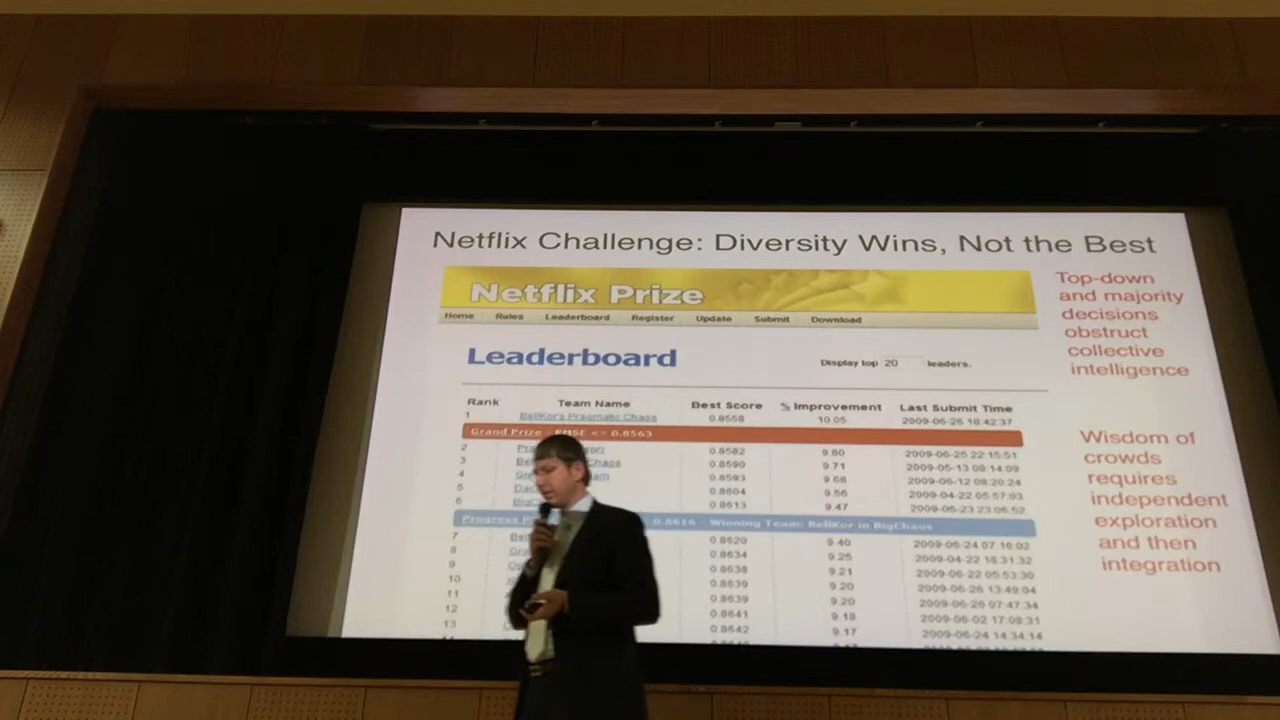 Netflix Challenge: Diversity Wins, Not the Best
Netflix Prize
Home Rules Leaderboard Register Update Submit Download
Leaderboard
Display top 20 leaders.
Rank Team Name Best Score % Improvement Last Submit Time
1 BellKor's Pragmatic Chaos 0.8558 10.05 2009-06-26 18:42:37
Grand Prize - RMSE <= 0.8563
2 0.8582 9.80 2009-06-25 22:15:51
3 Chaos 0.8590 9.71 2009-05-13 08:14:09
4 0.8593 9.68 2009-06-12 08:20:24
5 0.8604 9.56 2009-04-22 05:57:03
6 0.8613 9.47 2009-06-23 23:06:52
Progress 0.8616 - Winning Team: BellKor in BigChaos
7 0.8620 9.40 2009-06-24 07:16:02
8 0.8634 9.25 2009-04-22 18:31:32
9 0.8638 9.21 2009-06-22 05:53:30
10 0.8639 9.20 2009-06-26 13:49:04
11 0.8639 9.20 2009-06-26 07:47:34
12 0.8641 9.18 2009-06-02 17:08:31
13 0.8642 9.17 2009-06-24 14:34:14
Top-down
and majority
decisions
obstruct
collective
intelligence
Wisdom of
crowds
requires
independent
exploration
and then
integration